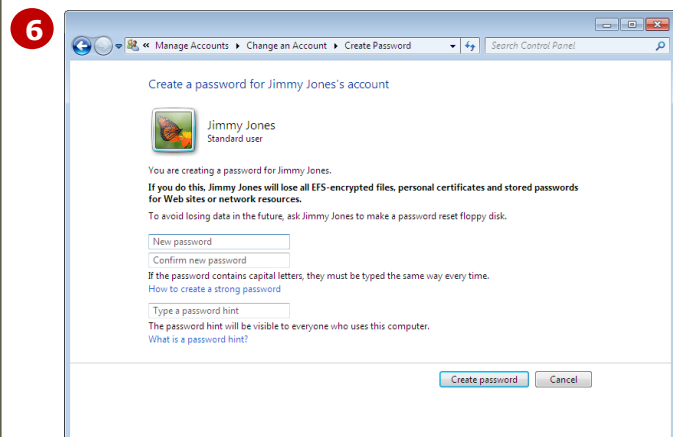 6
« Manage Accounts ▸ Change an Account ▸ Create Password
Search Control Panel
Create a password for Jimmy Jones's account
Jimmy Jones
Standard user
You are creating a password for Jimmy Jones.
If you do this, Jimmy Jones will lose all EFS-encrypted files, personal certificates and stored passwords
for Web sites or network resources.
To avoid losing data in the future, ask Jimmy Jones to make a password reset floppy disk.
New password
Confirm new password
If the password contains capital letters, they must be typed the same way every time.
How to create a strong password
Type a password hint
The password hint will be visible to everyone who uses this computer.
What is a password hint?
Create password
Cancel